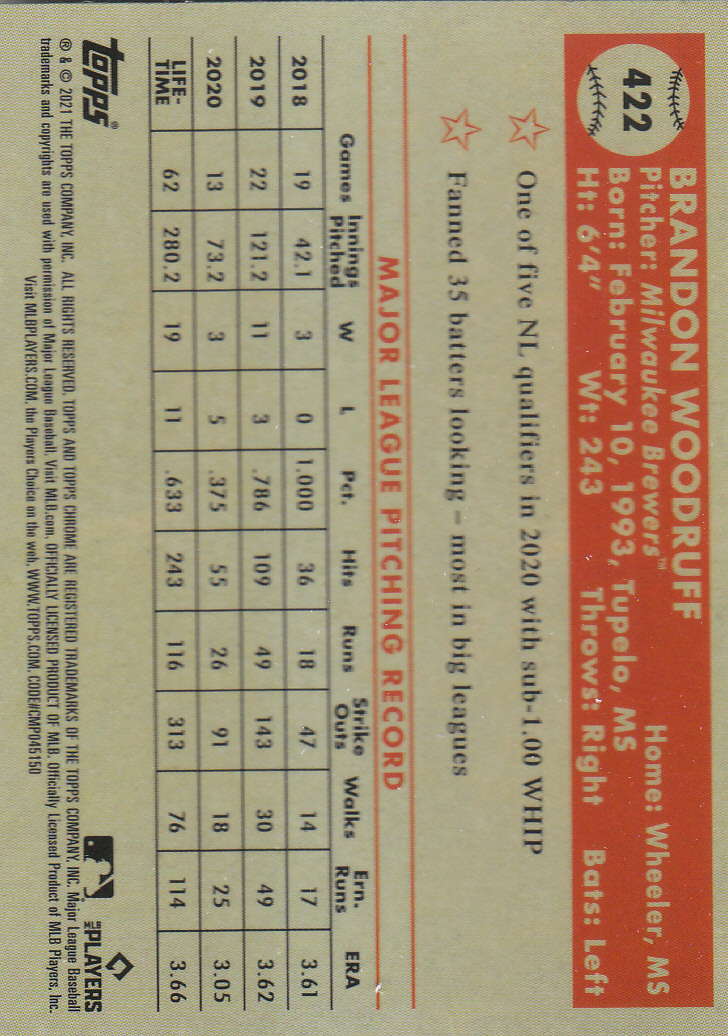 422
BRANDON WOODRUFF
Pitcher: Milwaukee Brewers™ Home: Wheeler, MS
Born: February 10, 1993, Tupelo, MS
Ht: 6'4" Wt: 243 Throws: Right Bats: Left
One of five NL qualifiers in 2020 with sub-1.00 WHIP
Fanned 35 batters looking – most in big leagues
MAJOR LEAGUE PITCHING RECORD
Games Innings Pitched W L Pct. Hits Runs Strike Outs Walks Ern. Runs ERA
2018 19 42.1 3 0 1.000 36 18 47 14 17 3.61
2019 22 121.2 11 3 .786 109 49 143 30 49 3.62
2020 13 73.2 3 5 .375 55 26 91 18 25 3.05
LIFE-TIME 62 280.2 19 11 .633 243 116 313 76 114 3.66
topps®
MLB PLAYERS
® & © 2021 THE TOPPS COMPANY, INC. ALL RIGHTS RESERVED. TOPPS AND TOPPS CHROME ARE REGISTERED TRADEMARKS OF THE TOPPS COMPANY, INC. Major League Baseball
trademarks and copyrights are used with permission of Major League Baseball. Visit MLB.com. OFFICIALLY LICENSED PRODUCT OF MLB. Officially Licensed Product of MLB Players, Inc.
Visit MLBPLAYERS.COM, the Players Choice on the web. WWW.TOPPS.COM. CODE#CMP045150